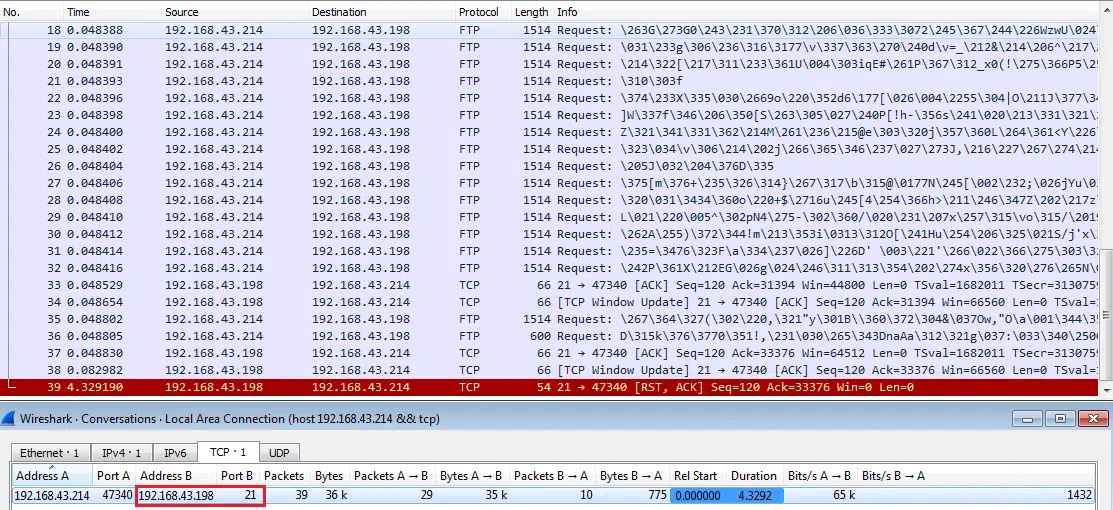 No. Time Source Destination Protocol Length Info
18 0.048388 192.168.43.214 192.168.43.198 FTP 1514 Request: \263G\273G0\243\231\370\312\206\036\333\3072\245\367\244\226WzwU\024
19 0.048390 192.168.43.214 192.168.43.198 FTP 1514 Request: \031\233g\306\236\316\3177\v\337\363\270\240d\v=_\212&\214\206^\217\
20 0.048391 192.168.43.214 192.168.43.198 FTP 1514 Request: \214\322[\217\311\233\361U\004\303iqE#\261P\367\312_x0(!\275\366P5\25
21 0.048393 192.168.43.214 192.168.43.198 FTP 1514 Request: \310\303f
22 0.048396 192.168.43.214 192.168.43.198 FTP 1514 Request: \374\233X\335\030\2669o\220\352d6\177[\026\004\2255\304|O\211J\377\34
23 0.048398 192.168.43.214 192.168.43.198 FTP 1514 Request: ]W\337f\346\206\350[S\263\305\027\240P[!h-\356s\241\020\213\331\321\
24 0.048400 192.168.43.214 192.168.43.198 FTP 1514 Request: Z\321\341\331\362\214M\261\236\215@e\303\320j\357\360L\264\361<Y\226
25 0.048402 192.168.43.214 192.168.43.198 FTP 1514 Request: \323\034\v\306\214\202j\266\365\346\237\027\273J,\216\227\267\274\214
26 0.048404 192.168.43.214 192.168.43.198 FTP 1514 Request: \205J\032\204\376D\335
27 0.048406 192.168.43.214 192.168.43.198 FTP 1514 Request: \375[m\376+\235\326\314}\267\317\b\315@\0177N\245[\002\232;\026jYu\0
28 0.048408 192.168.43.214 192.168.43.198 FTP 1514 Request: \320\031\3434\360o\220+$\2716u\245[4\254\366h>\211\246\347Z\202\217z
29 0.048410 192.168.43.214 192.168.43.198 FTP 1514 Request: L\021\220\005^\302pN4\275-\302\360/\020\231\207x\257\315\vo\315/\2019
30 0.048412 192.168.43.214 192.168.43.198 FTP 1514 Request: \262A\255)\372\344!m\213\353i\0313\312O[\241Hu\254\206\325\021S/j'x\
31 0.048414 192.168.43.214 192.168.43.198 FTP 1514 Request: \235=\3476\323F\a\334\237\026]\226D' \003\221'\266\022\366\275\303\3
32 0.048416 192.168.43.214 192.168.43.198 FTP 1514 Request: \242P\361X\212EG\026g\024\246\311\313\354\202\274x\356\320\276\265N\
33 0.048529 192.168.43.198 192.168.43.214 TCP 66 21 → 47340 [ACK] Seq=120 Ack=31394 Win=44800 Len=0 TSval=1682011 TSecr=3130759
34 0.048654 192.168.43.198 192.168.43.214 TCP 66 [TCP Window Update] 21 → 47340 [ACK] Seq=120 Ack=31394 Win=66560 Len=0 TSval=
35 0.048802 192.168.43.214 192.168.43.198 FTP 1514 Request: \267\364\327(\302\220,\321"y\301B\\360\372\304&\037Ow,"O\a\001\344\35
36 0.048805 192.168.43.214 192.168.43.198 FTP 600 Request: D\315k\376\3770\351!,\231\030\265\343DnaAa\312\321g\037:\033\340\250
37 0.048830 192.168.43.198 192.168.43.214 TCP 66 21 → 47340 [ACK] Seq=120 Ack=33376 Win=64512 Len=0 TSval=1682011 TSecr=3130759
38 0.082982 192.168.43.198 192.168.43.214 TCP 66 [TCP Window Update] 21 → 47340 [ACK] Seq=120 Ack=33376 Win=66560 Len=0 TSval=
39 4.329190 192.168.43.198 192.168.43.214 TCP 54 21 → 47340 [RST, ACK] Seq=120 Ack=33376 Win=0 Len=0
Wireshark · Conversations · Local Area Connection (host 192.168.43.214 && tcp)
Ethernet · 1 IPv4 · 1 IPv6 TCP · 1 UDP
Address A Port A Address B Port B Packets Bytes Packets A → B Bytes A → B Packets B → A Bytes B → A Rel Start Duration Bits/s A → B Bits/s B → A
192.168.43.214 47340 192.168.43.198 21 39 36 k 29 35 k 10 775 0.000000 4.3292 65 k 1432